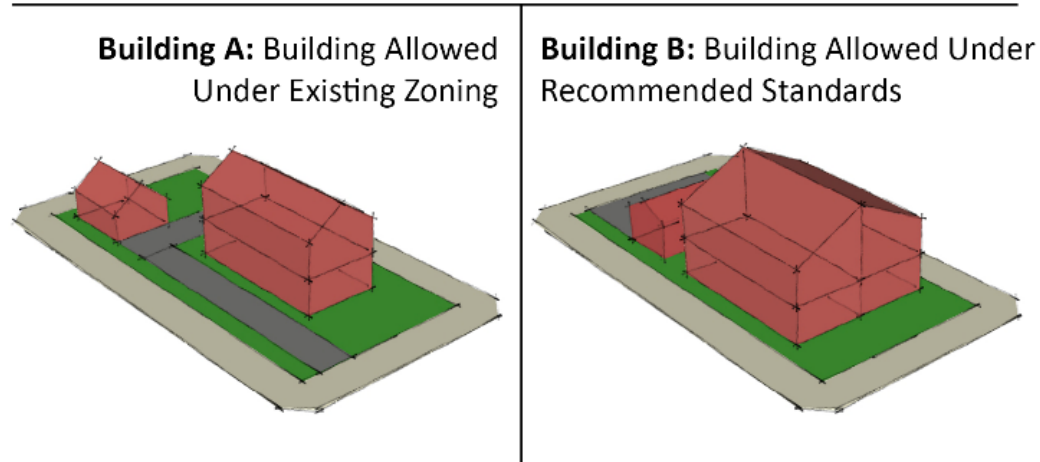 Building A: Building Allowed
Under Existing Zoning
Building B: Building Allowed Under
Recommended Standards